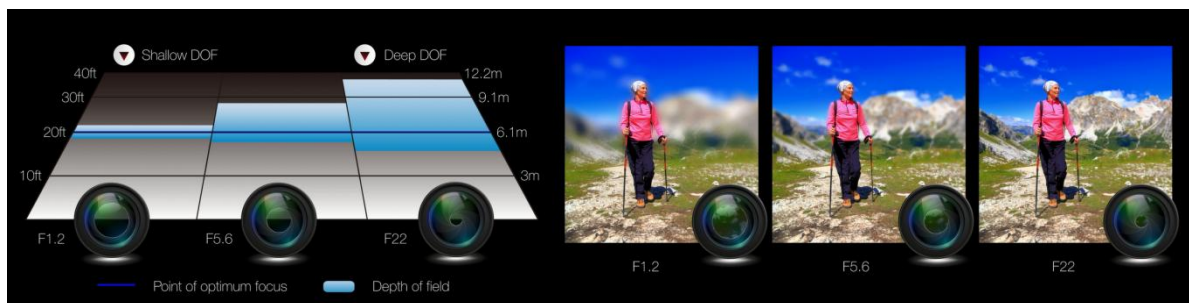 Shallow DOF
Deep DOF
40ft
12.2m
30ft
9.1m
20ft
6.1m
10ft
3m
F1.2
F5.6
F22
Point of optimum focus
Depth of field
F1.2
F5.6
F22